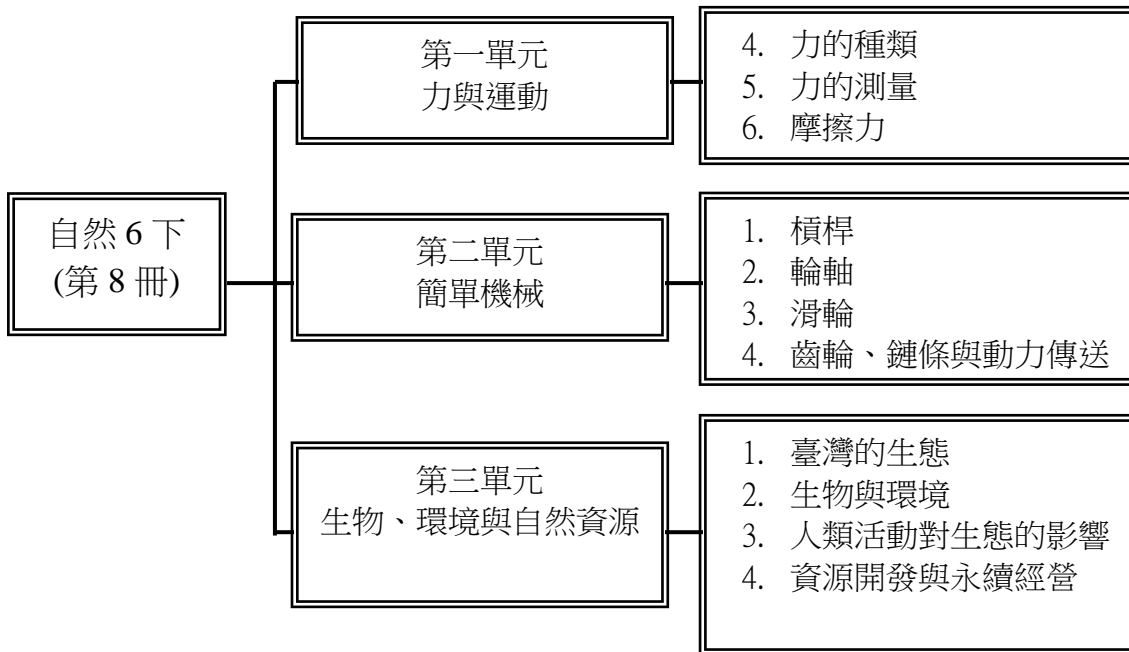 自然 6 下
(第 8 冊)
第一單元
力與運動
4. 力的種類
5. 力的測量
6. 摩擦力
第二單元
簡單機械
1. 槓桿
2. 輪軸
3. 滑輪
4. 齒輪、鏈條與動力傳送
第三單元
生物、環境與自然資源
1. 臺灣的生態
2. 生物與環境
3. 人類活動對生態的影響
4. 資源開發與永續經營